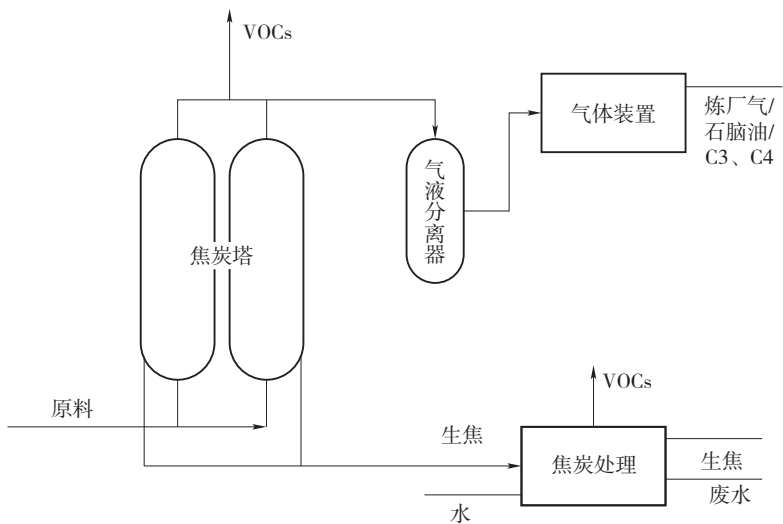 VOCs
气体装置
炼厂气/
石脑油/
C3、C4
气液分离器
焦炭塔
原料
VOCs
生焦
焦炭处理
生焦
废水
水